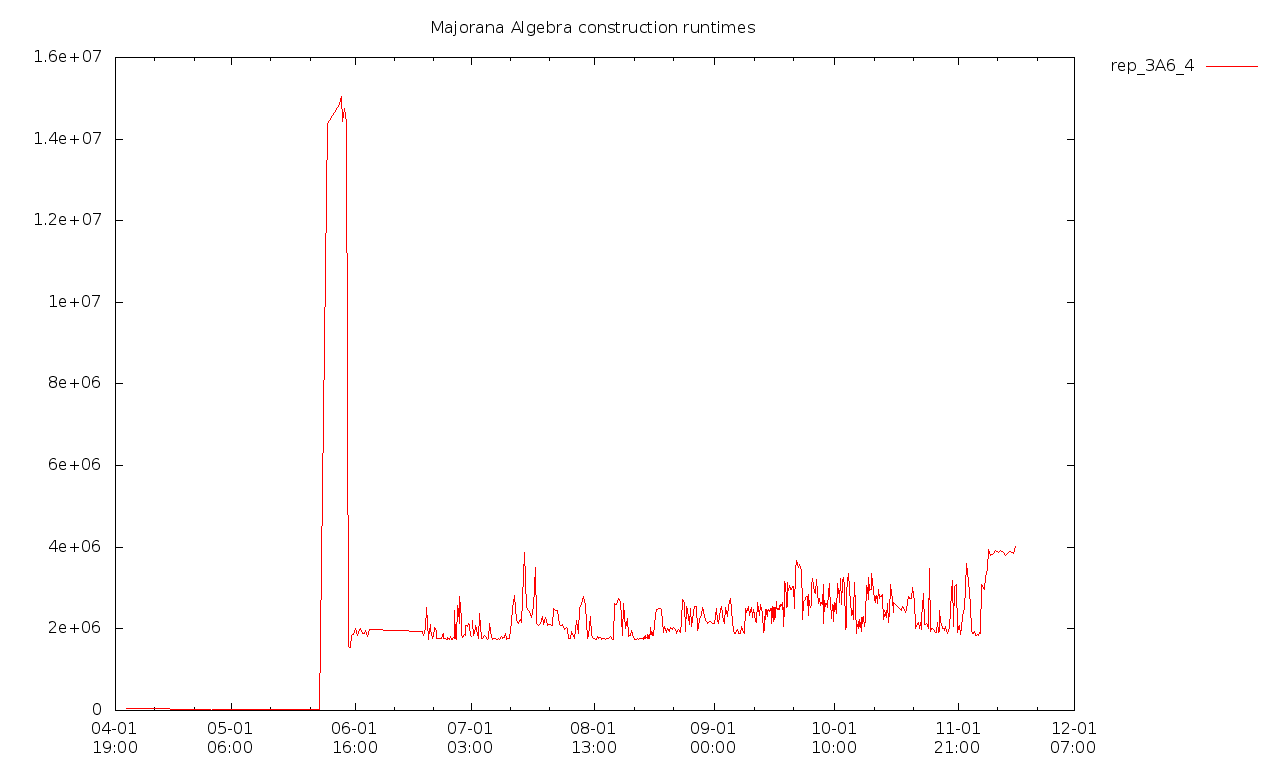 Majorana Algebra construction runtimes
rep_3A6_4
1.6e+07
1.4e+07
1.2e+07
1e+07
8e+06
6e+06
4e+06
2e+06
0
04-01 05-01 06-01 07-01 08-01 09-01 10-01 11-01 12-01
19:00 06:00 16:00 03:00 13:00 00:00 10:00 21:00 07:00